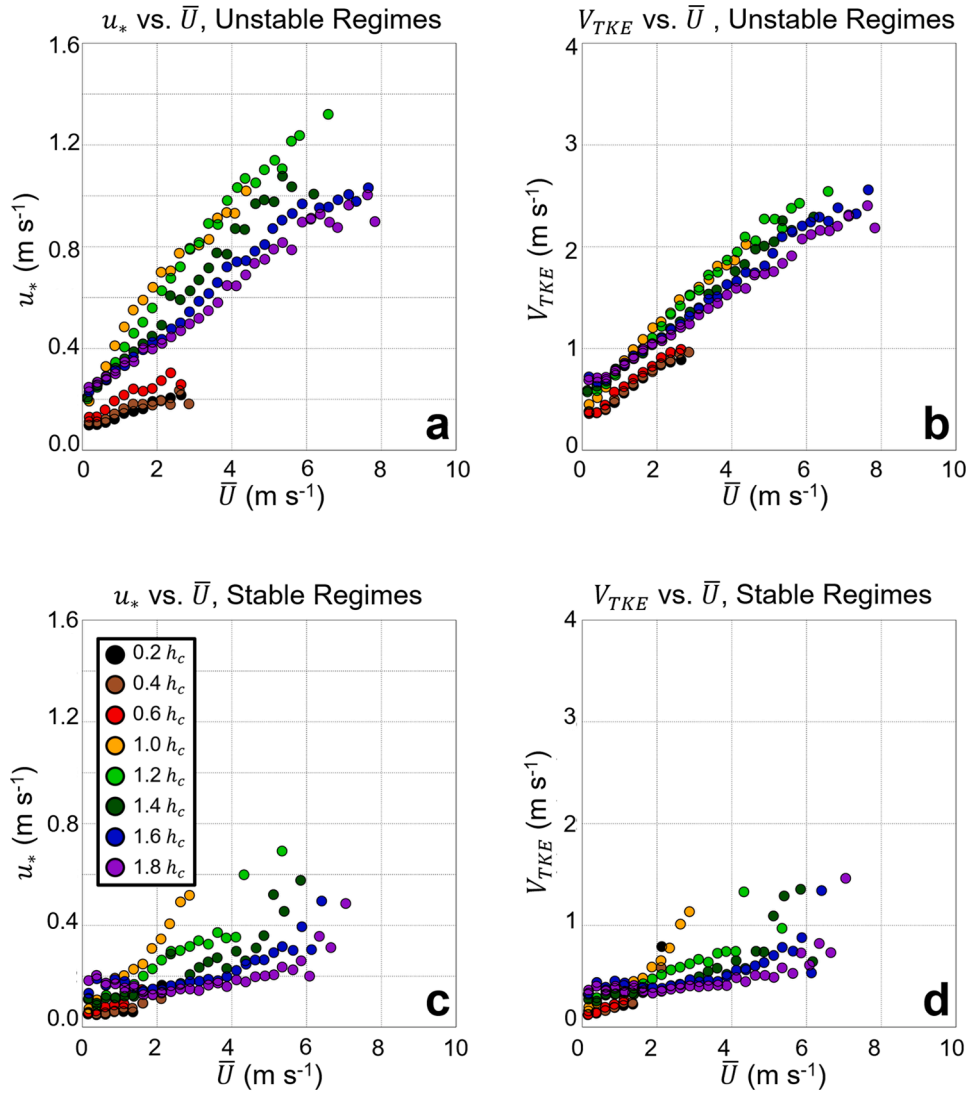 u* vs. U̅, Unstable Regimes
1.6
1.2
0.8
0.4
0.0
u* (m s⁻¹)
0 2 4 6 8 10
U̅ (m s⁻¹)
a
V_TKE vs. U̅ , Unstable Regimes
4
3
2
1
0
V_TKE (m s⁻¹)
0 2 4 6 8 10
U̅ (m s⁻¹)
b
u* vs. U̅, Stable Regimes
1.6
1.2
0.8
0.4
0.0
u* (m s⁻¹)
0.2 h_c
0.4 h_c
0.6 h_c
1.0 h_c
1.2 h_c
1.4 h_c
1.6 h_c
1.8 h_c
0 2 4 6 8 10
U̅ (m s⁻¹)
c
V_TKE vs. U̅, Stable Regimes
4
3
2
1
0
V_TKE (m s⁻¹)
0 2 4 6 8 10
U̅ (m s⁻¹)
d